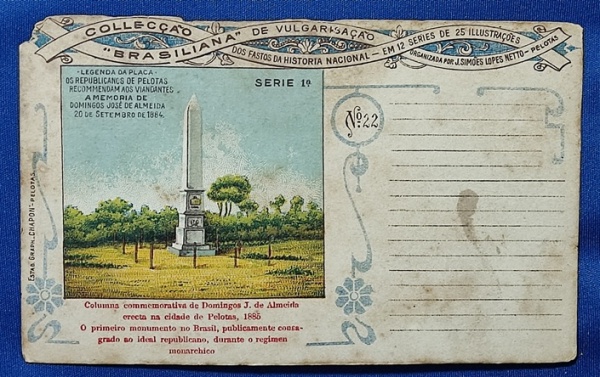 COLLECÇÃO
"BRASILIANA" DE VULGARISAÇÃO
DOS FASTOS DA HISTORIA NACIONAL — EM 12 SERIES DE 25 ILLUSTRAÇÕES
ORGANIZADA POR J. SIMÕES LOPES NETTO - PELOTAS
-LEGENDA DA PLACA-
OS REPUBLICANOS DE PELOTAS
RECOMMENDAM AOS VIANDANTES
A MEMORIA DE
DOMINGOS JOSÉ DE ALMEIDA
20 DE SETEMBRO DE 1884.
SERIE 1ª
Nº 22
ESTAB. GRAPH. CHAPON - PELOTAS
Columna commemorativa de Domingos J. de Almeida
erecta na cidade de Pelotas, 1885
O primeiro monumento no Brasil, publicamente consa-
grado ao ideal republicano, durante o regimen
monarchico